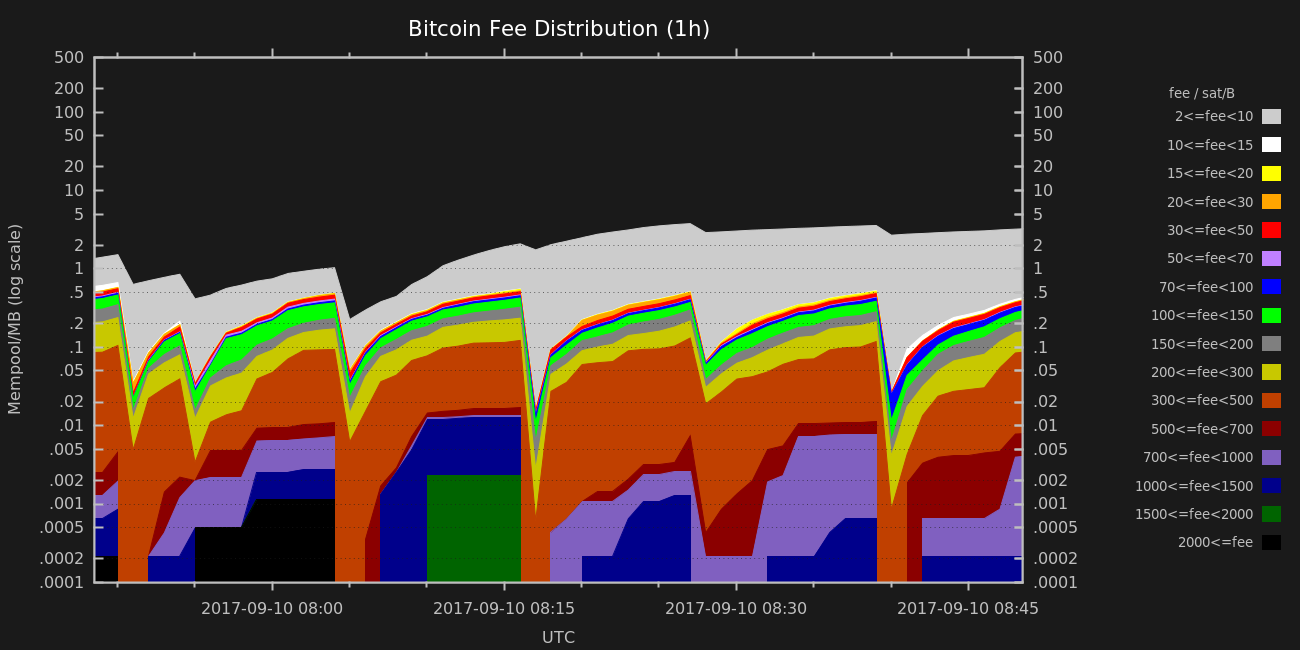 Bitcoin Fee Distribution (1h)
Mempool/MB (log scale)
500
200
100
50
20
10
5
2
1
.5
.2
.1
.05
.02
.01
.005
.002
.001
.0005
.0002
.0001
500
200
100
50
20
10
5
2
1
.5
.2
.1
.05
.02
.01
.005
.002
.001
.0005
.0002
.0001
2017-09-10 08:00
2017-09-10 08:15
2017-09-10 08:30
2017-09-10 08:45
UTC
fee / sat/B
2<=fee<10
10<=fee<15
15<=fee<20
20<=fee<30
30<=fee<50
50<=fee<70
70<=fee<100
100<=fee<150
150<=fee<200
200<=fee<300
300<=fee<500
500<=fee<700
700<=fee<1000
1000<=fee<1500
1500<=fee<2000
2000<=fee